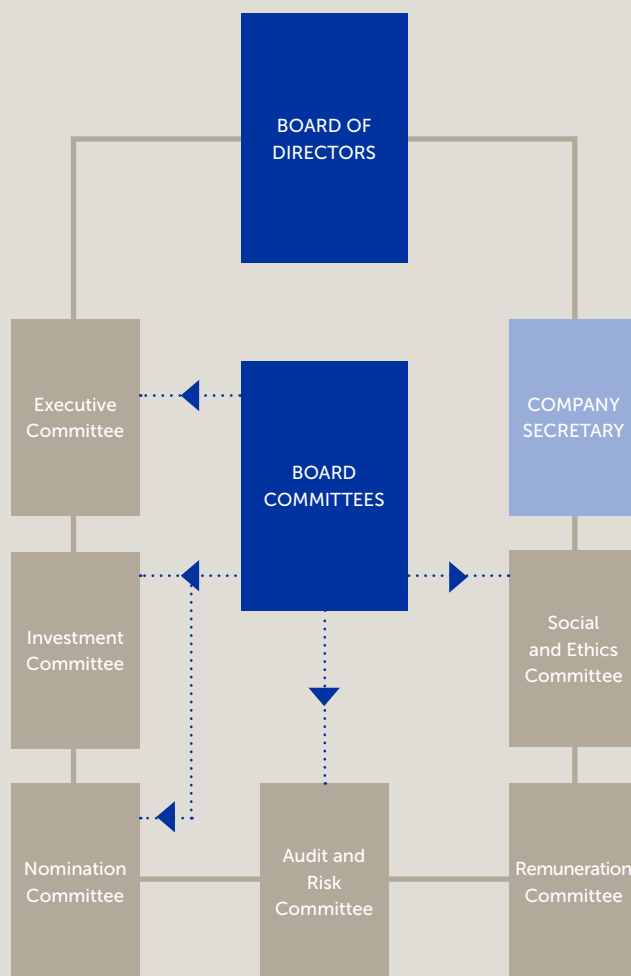 BOARD OF
DIRECTORS
Executive
Committee
BOARD
COMMITTEES
COMPANY
SECRETARY
Investment
Committee
Social
and Ethics
Committee
Nomination
Committee
Audit and
Risk
Committee
Remuneration
Committee